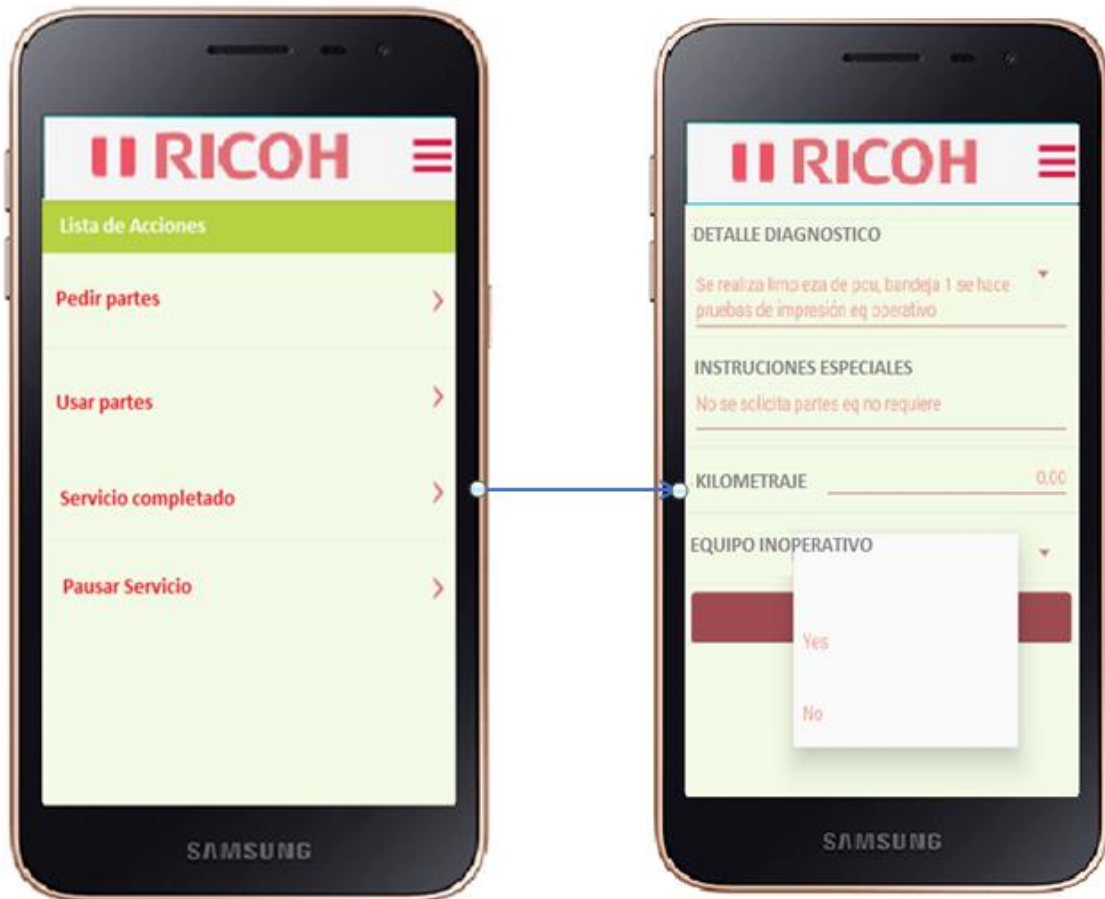 RICOH
Lista de Acciones
Pedir partes
Usar partes
Servicio completado
Pausar Servicio
SAMSUNG
RICOH
DETALLE DIAGNOSTICO
Se realiza limpieza de pcu, bandeja 1 se hace
pruebas de impresión eq operativo
INSTRUCIONES ESPECIALES
No se solicita partes eq no requiere
KILOMETRAJE 0.00
EQUIPO INOPERATIVO
Yes
No
SAMSUNG